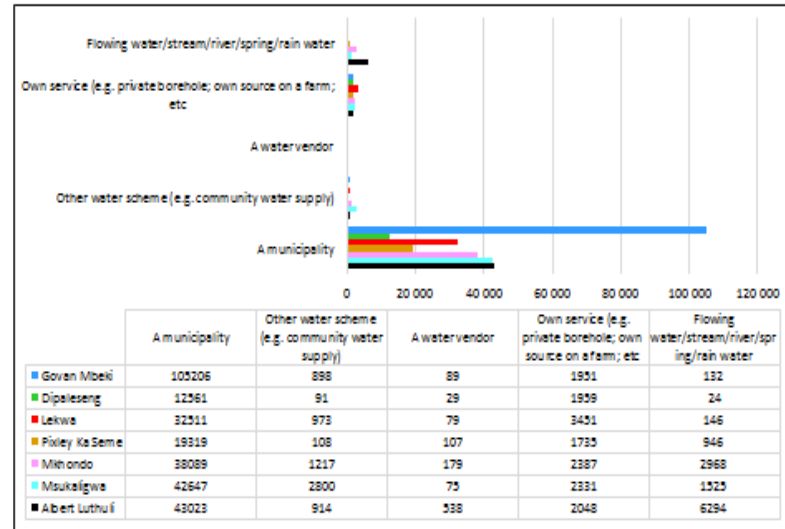 Flowing water/stream/river/spring/rain water
Own service (e.g. private borehole; own source on a farm;
etc
A water vendor
Other water scheme (e.g. community water supply)
A municipality
0 20 000 40 000 60 000 80 000 100 000 120 000
A municipality Other water scheme (e.g. community water supply) A water vendor Own service (e.g. private borehole; own source on a farm; etc Flowing water/stream/river/spring/rain water
Govan Mbeki 105206 898 89 1951 132
Dipaleseng 12561 91 29 1959 24
Lekwa 32511 973 79 3451 146
Pixley Ka Seme 19319 108 107 1735 946
Mkhondo 38089 1217 179 2387 2968
Msukaligwa 42647 2800 75 2331 1525
Albert Luthuli 43023 914 538 2048 6294